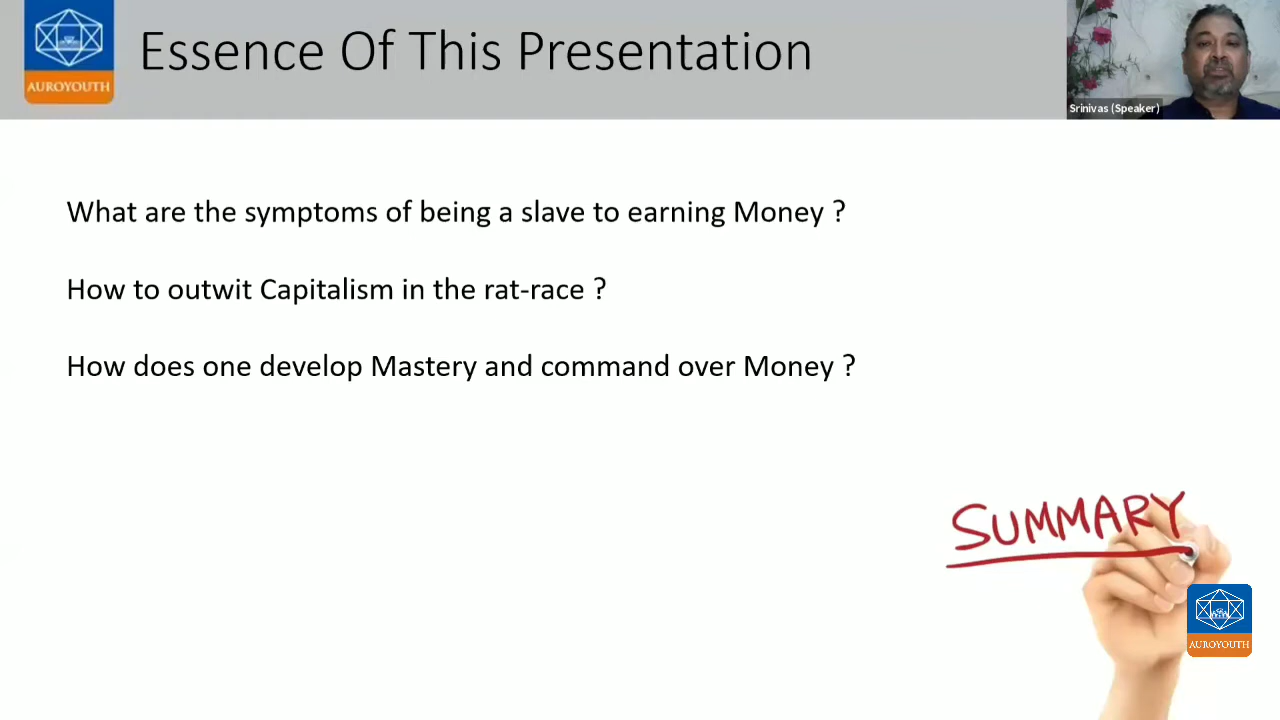 AUROYOUTH
Essence Of This Presentation
Srinivas (Speaker)
What are the symptoms of being a slave to earning Money ?
How to outwit Capitalism in the rat-race ?
How does one develop Mastery and command over Money ?
SUMMARY
AUROYOUTH